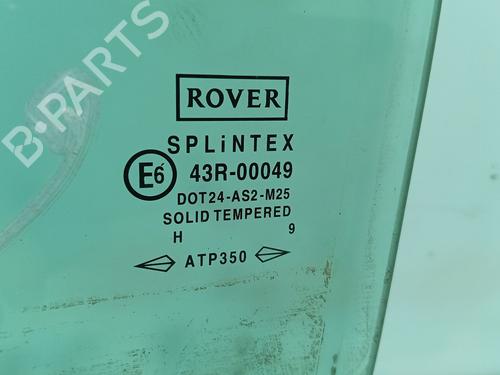 ROVER
SPLiNTEX
E6 43R-00049
DOT24-AS2-M25
SOLID TEMPERED
H 9
ATP350
B-PARTS